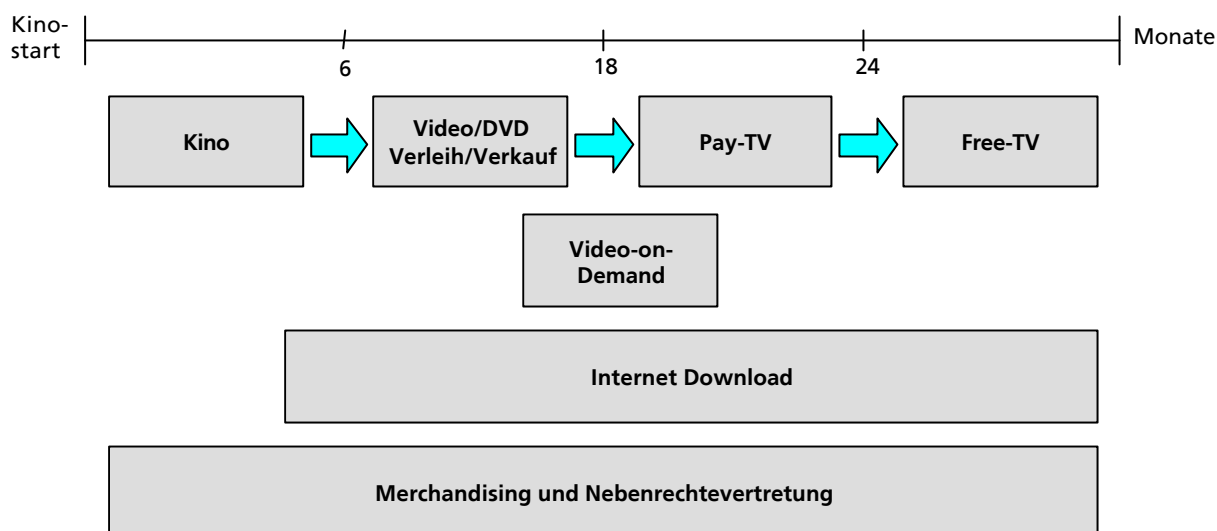 Kino-
start
Monate
6
18
24
Kino
Video/DVD
Verleih/Verkauf
Pay-TV
Free-TV
Video-on-
Demand
Internet Download
Merchandising und Nebenrechtevertretung